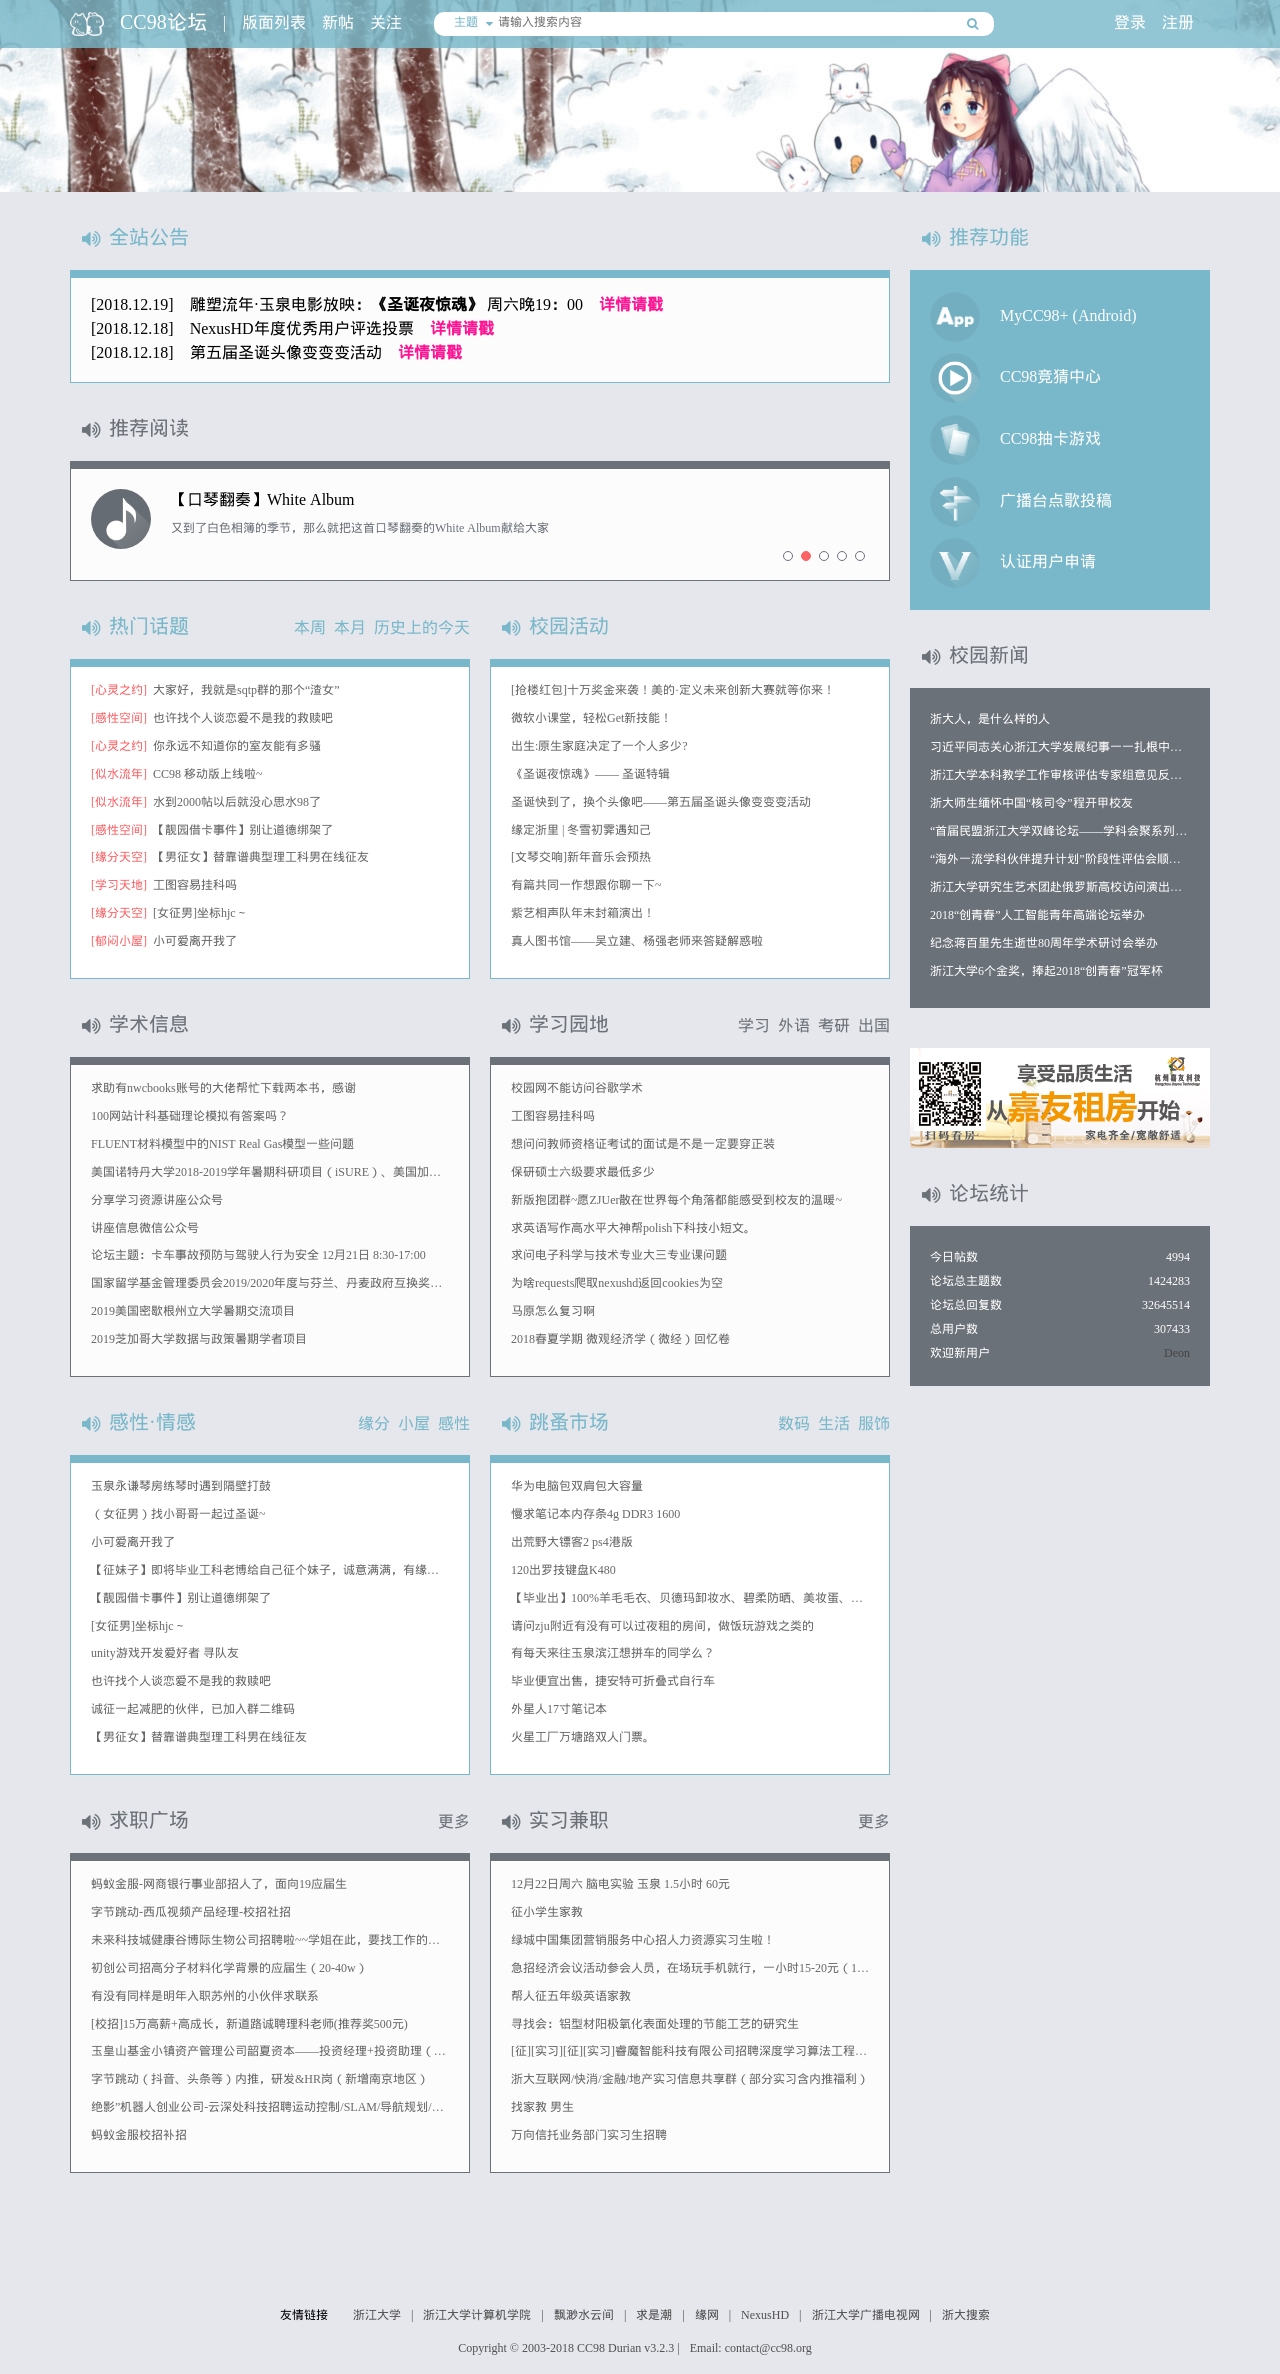 CC98论坛 | 版面列表 新帖 关注 主题 请输入搜索内容 登录 注册
全站公告
[2018.12.19] 雕塑流年·玉泉电影放映：《圣诞夜惊魂》 周六晚19：00 详情请戳
[2018.12.18] NexusHD年度优秀用户评选投票 详情请戳
[2018.12.18] 第五届圣诞头像变变变活动 详情请戳
推荐阅读
【口琴翻奏】White Album
又到了白色相簿的季节，那么就把这首口琴翻奏的White Album献给大家
热门话题 本周 本月 历史上的今天
[心灵之约] 大家好，我就是sqtp群的那个“渣女”
[感性空间] 也许找个人谈恋爱不是我的救赎吧
[心灵之约] 你永远不知道你的室友能有多骚
[似水流年] CC98 移动版上线啦~
[似水流年] 水到2000帖以后就没心思水98了
[感性空间] 【靓园借卡事件】别让道德绑架了
[缘分天空] 【男征女】替靠谱典型理工科男在线征友
[学习天地] 工图容易挂科吗
[缘分天空] [女征男]坐标hjc ~
[郁闷小屋] 小可爱离开我了
校园活动
[抢楼红包]十万奖金来袭！美的·定义未来创新大赛就等你来！
微软小课堂，轻松Get新技能！
出生:原生家庭决定了一个人多少?
《圣诞夜惊魂》—— 圣诞特辑
圣诞快到了，换个头像吧——第五届圣诞头像变变变活动
缘定浙里 | 冬雪初霁遇知己
[文琴交响]新年音乐会预热
有篇共同一作想跟你聊一下~
紫艺相声队年末封箱演出！
真人图书馆——吴立建、杨强老师来答疑解惑啦
学术信息
求助有nwcbooks账号的大佬帮忙下载两本书，感谢
100网站计科基础理论模拟有答案吗？
FLUENT材料模型中的NIST Real Gas模型一些问题
美国诺特丹大学2018-2019学年暑期科研项目（iSURE）、美国加…
分享学习资源讲座公众号
讲座信息微信公众号
论坛主题：卡车事故预防与驾驶人行为安全 12月21日 8:30-17:00
国家留学基金管理委员会2019/2020年度与芬兰、丹麦政府互换奖…
2019美国密歇根州立大学暑期交流项目
2019芝加哥大学数据与政策暑期学者项目
学习园地 学习 外语 考研 出国
校园网不能访问谷歌学术
工图容易挂科吗
想问问教师资格证考试的面试是不是一定要穿正装
保研硕士六级要求最低多少
新版抱团群~愿ZJUer散在世界每个角落都能感受到校友的温暖~
求英语写作高水平大神帮polish下科技小短文。
求问电子科学与技术专业大三专业课问题
为啥requests爬取nexushd返回cookies为空
马原怎么复习啊
2018春夏学期 微观经济学（微经）回忆卷
感性·情感 缘分 小屋 感性
玉泉永谦琴房练琴时遇到隔壁打鼓
（女征男）找小哥哥一起过圣诞~
小可爱离开我了
【征妹子】即将毕业工科老博给自己征个妹子，诚意满满，有缘…
【靓园借卡事件】别让道德绑架了
[女征男]坐标hjc ~
unity游戏开发爱好者 寻队友
也许找个人谈恋爱不是我的救赎吧
诚征一起减肥的伙伴，已加入群二维码
【男征女】替靠谱典型理工科男在线征友
跳蚤市场 数码 生活 服饰
华为电脑包双肩包大容量
慢求笔记本内存条4g DDR3 1600
出荒野大镖客2 ps4港版
120出罗技键盘K480
【毕业出】100%羊毛毛衣、贝德玛卸妆水、碧柔防晒、美妆蛋、…
请问zju附近有没有可以过夜租的房间，做饭玩游戏之类的
有每天来往玉泉滨江想拼车的同学么？
毕业便宜出售，捷安特可折叠式自行车
外星人17寸笔记本
火星工厂万塘路双人门票。
求职广场 更多
蚂蚁金服-网商银行事业部招人了，面向19应届生
字节跳动-西瓜视频产品经理-校招社招
未来科技城健康谷博际生物公司招聘啦~~学姐在此，要找工作的…
初创公司招高分子材料化学背景的应届生（20-40w）
有没有同样是明年入职苏州的小伙伴求联系
[校招]15万高薪+高成长，新道路诚聘理科老师(推荐奖500元)
玉皇山基金小镇资产管理公司韶夏资本——投资经理+投资助理（…
字节跳动（抖音、头条等）内推，研发&HR岗（新增南京地区）
绝影”机器人创业公司-云深处科技招聘运动控制/SLAM/导航规划/…
蚂蚁金服校招补招
实习兼职 更多
12月22日周六 脑电实验 玉泉 1.5小时 60元
征小学生家教
绿城中国集团营销服务中心招人力资源实习生啦！
急招经济会议活动参会人员，在场玩手机就行，一小时15-20元（1…
帮人征五年级英语家教
寻找会：铝型材阳极氧化表面处理的节能工艺的研究生
[征][实习][征][实习]睿魔智能科技有限公司招聘深度学习算法工程…
浙大互联网/快消/金融/地产实习信息共享群（部分实习含内推福利）
找家教 男生
万向信托业务部门实习生招聘
推荐功能
App MyCC98+ (Android)
CC98竞猜中心
CC98抽卡游戏
广播台点歌投稿
认证用户申请
校园新闻
浙大人，是什么样的人
习近平同志关心浙江大学发展纪事一一扎根中…
浙江大学本科教学工作审核评估专家组意见反…
浙大师生缅怀中国“核司令”程开甲校友
“首届民盟浙江大学双峰论坛——学科会聚系列…
“海外一流学科伙伴提升计划”阶段性评估会顺…
浙江大学研究生艺术团赴俄罗斯高校访问演出…
2018“创青春”人工智能青年高端论坛举办
纪念蒋百里先生逝世80周年学术研讨会举办
浙江大学6个金奖，捧起2018“创青春”冠军杯
享受品质生活
杭州嘉友科技
从嘉友租房开始
扫码看房
家电齐全/宽敞舒适
论坛统计
今日帖数 4994
论坛总主题数 1424283
论坛总回复数 32645514
总用户数 307433
欢迎新用户 Deon
友情链接 浙江大学 | 浙江大学计算机学院 | 飘渺水云间 | 求是潮 | 缘网 | NexusHD | 浙江大学广播电视网 | 浙大搜索
Copyright © 2003-2018 CC98 Durian v3.2.3 | Email: contact@cc98.org